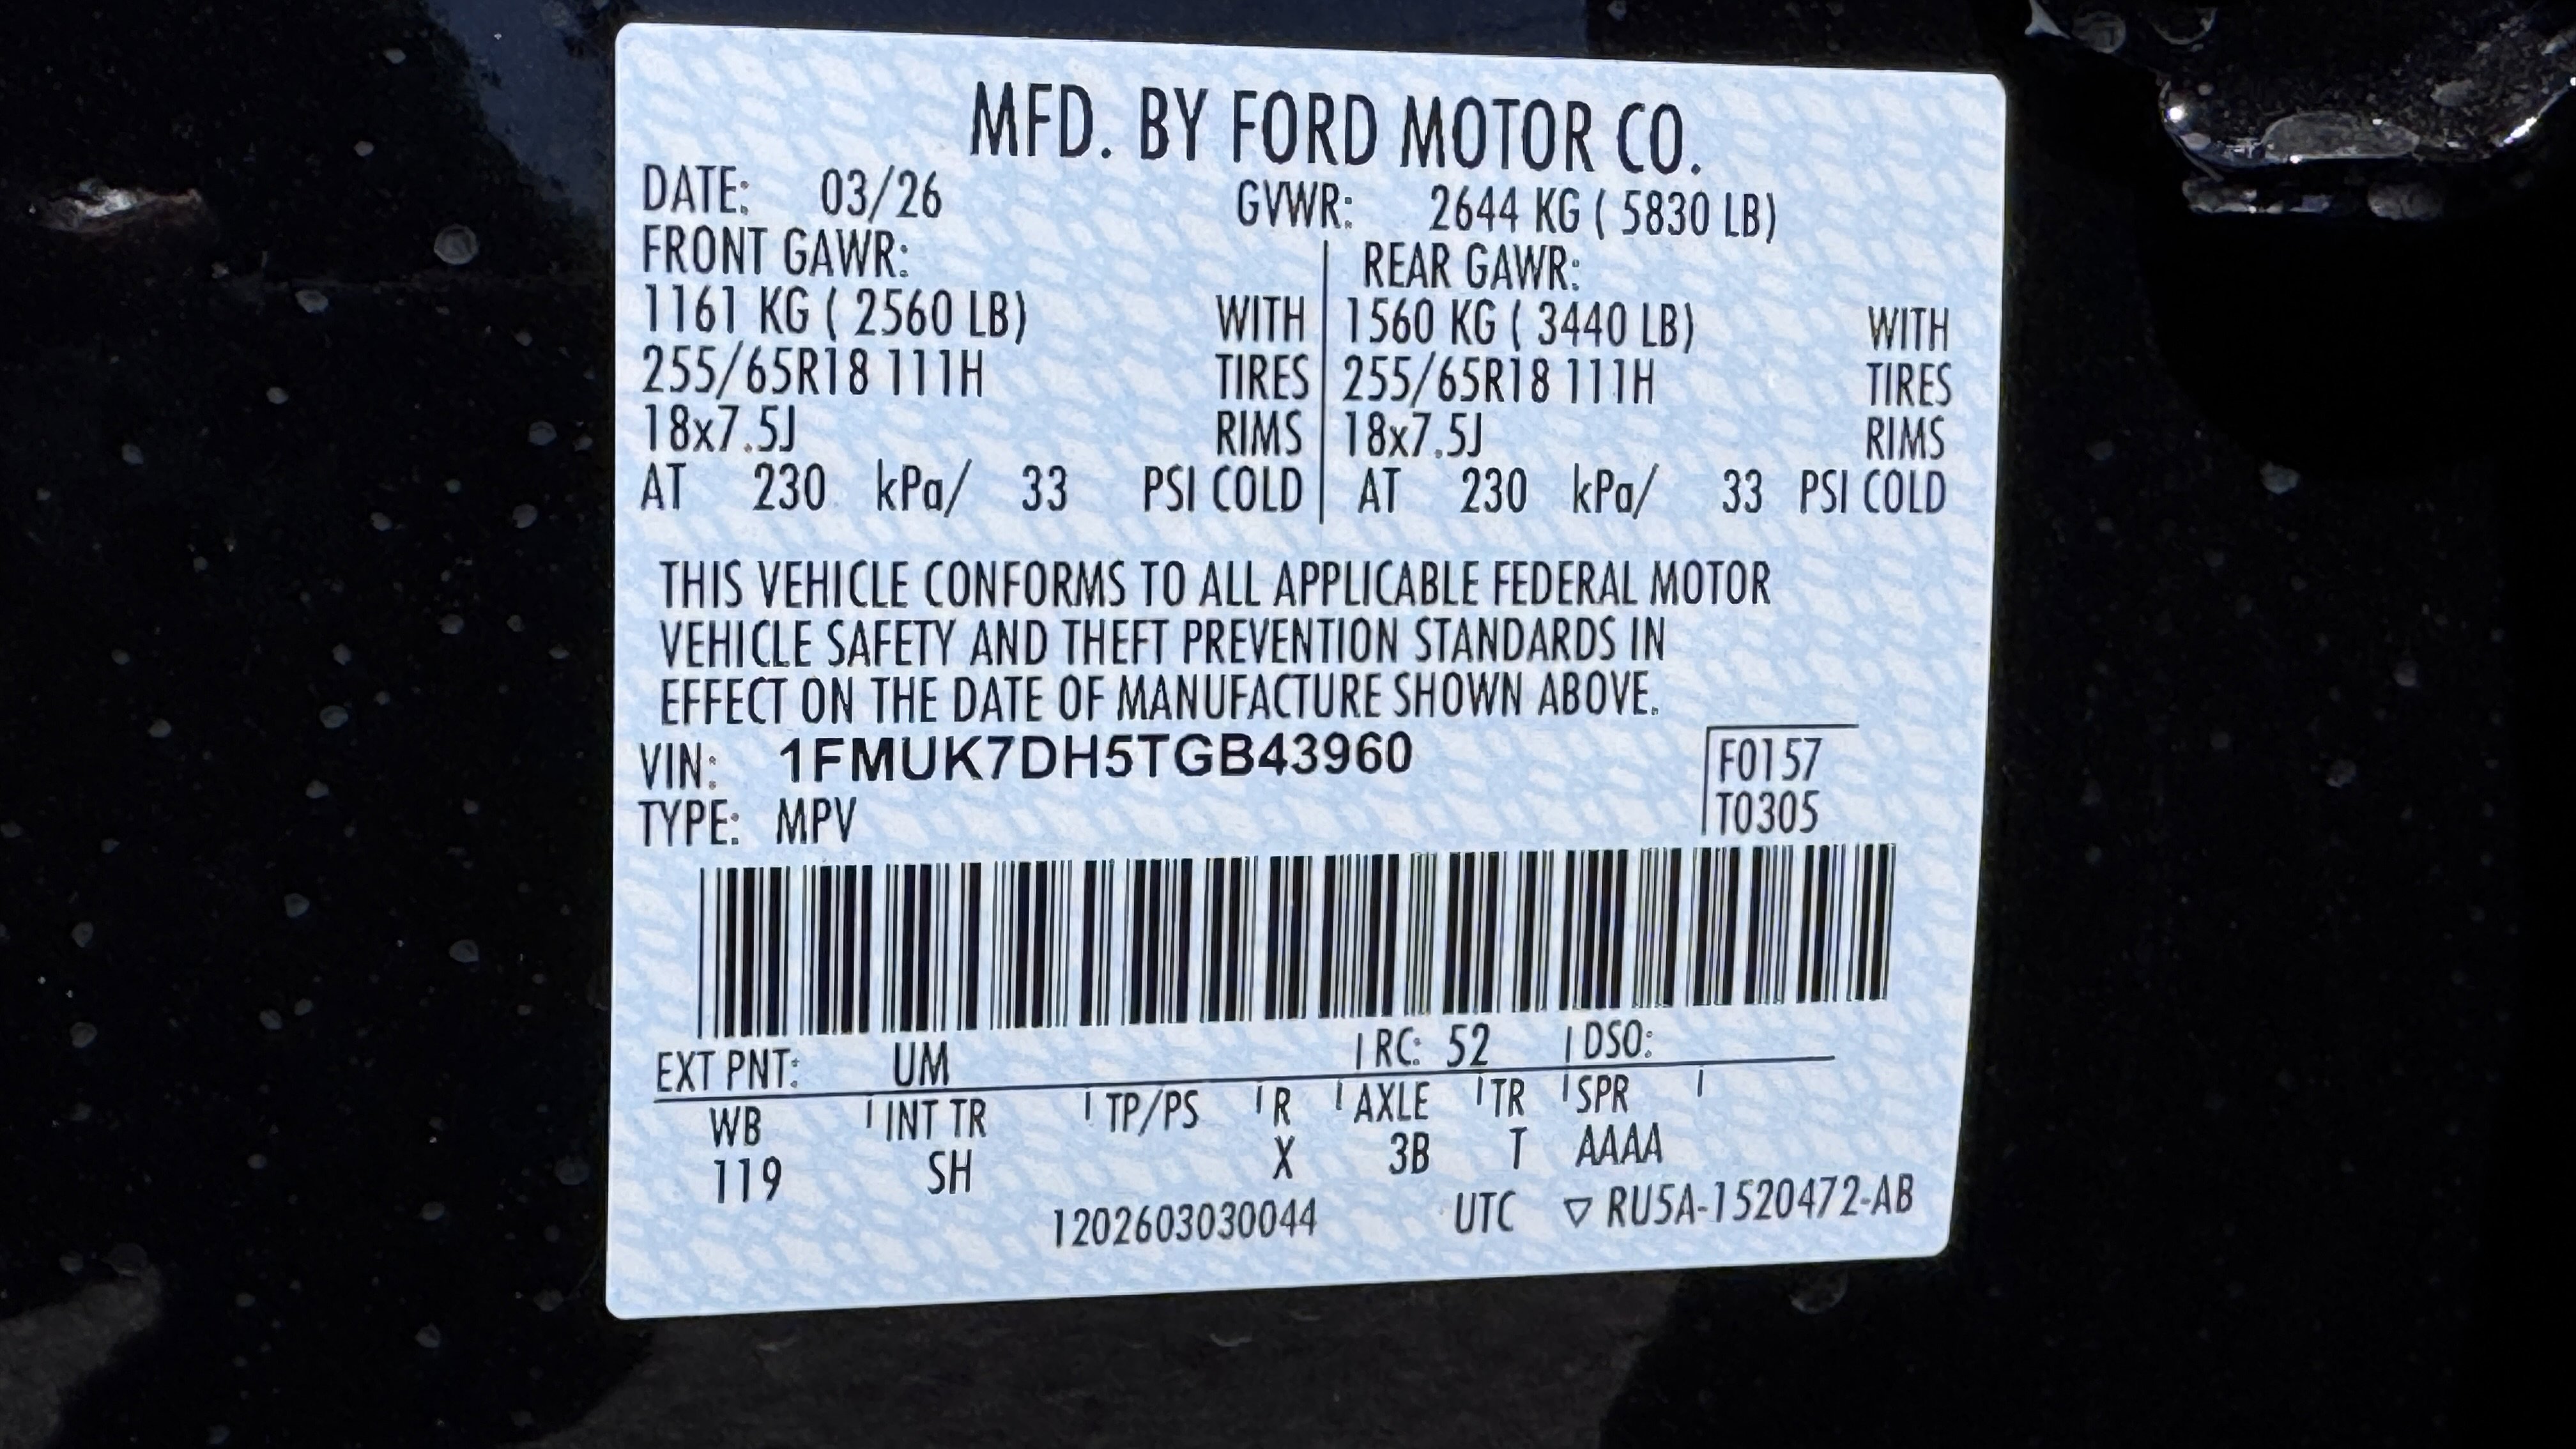 MFD. BY FORD MOTOR CO.
DATE: 03/26 GVWR: 2644 KG ( 5830 LB)
FRONT GAWR: REAR GAWR:
1161 KG ( 2560 LB) WITH 1560 KG ( 3440 LB) WITH
255/65R18 111H TIRES 255/65R18 111H TIRES
18x7.5J RIMS 18x7.5J RIMS
AT 230 kPa/ 33 PSI COLD AT 230 kPa/ 33 PSI COLD
THIS VEHICLE CONFORMS TO ALL APPLICABLE FEDERAL MOTOR
VEHICLE SAFETY AND THEFT PREVENTION STANDARDS IN
EFFECT ON THE DATE OF MANUFACTURE SHOWN ABOVE.
VIN: 1FMUK7DH5TGB43960 F0157
TYPE: MPV T0305
EXT PNT: UM RC: 52 DSO:
WB INT TR TP/PS R AXLE TR SPR
119 SH X 3B T AAAA
1202603030044 UTC ▽ RU5A-1520472-AB